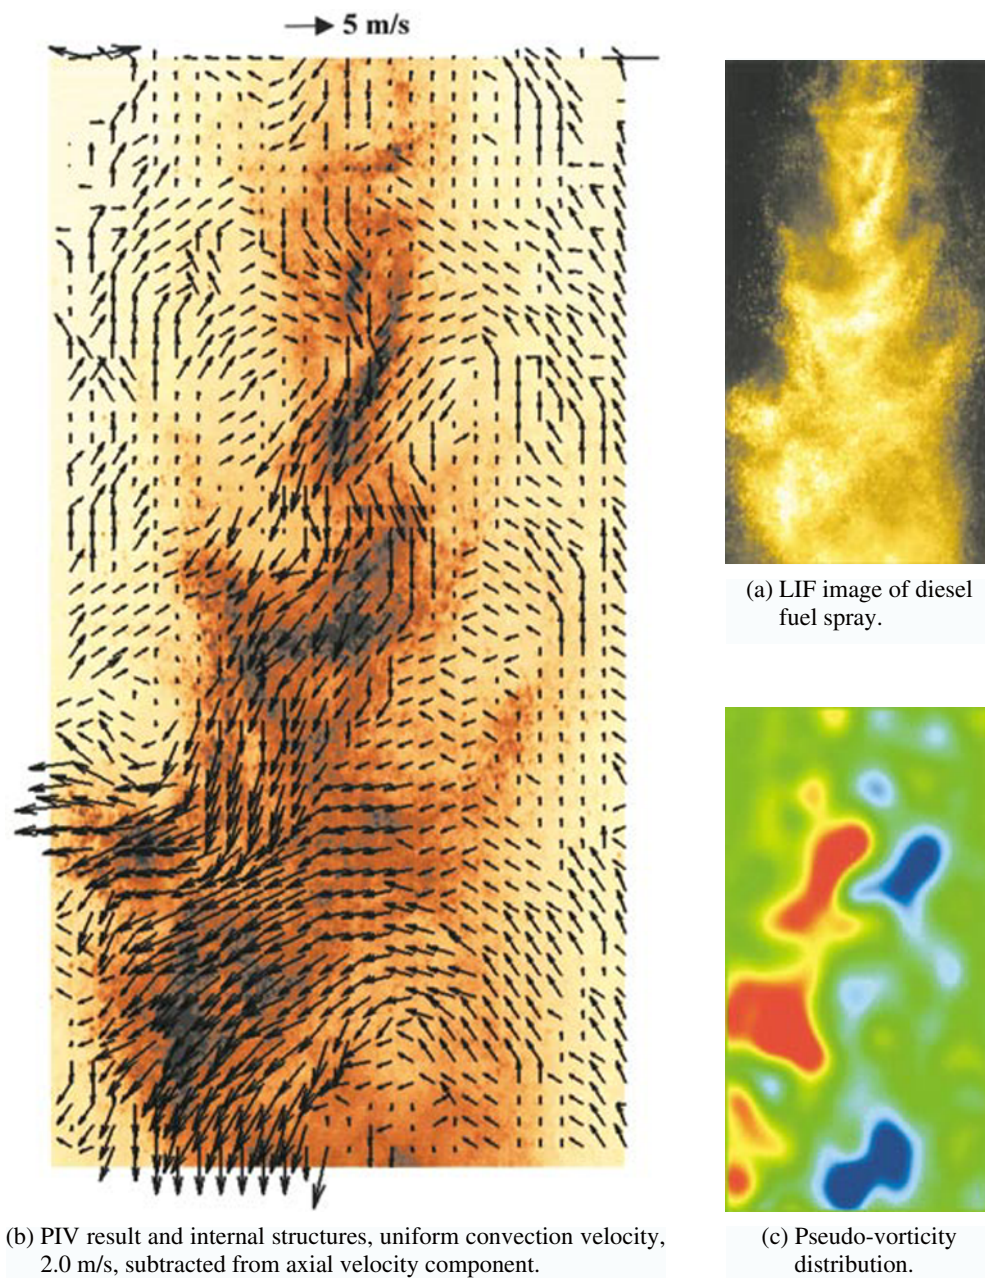 5 m/s
(a) LIF image of diesel
fuel spray.
(b) PIV result and internal structures, uniform convection velocity,
2.0 m/s, subtracted from axial velocity component.
(c) Pseudo-vorticity
distribution.